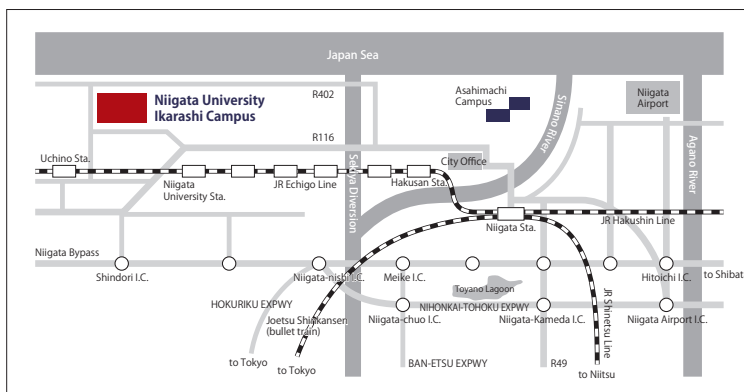 Japan Sea
Niigata University
Ikarashi Campus
R402
Asahimachi
Campus
Niigata
Airport
Sinano River
R116
Agano River
Uchino Sta.
City Office
Sekiya Diversion
Niigata
University Sta.
JR Echigo Line
Hakusan Sta.
Niigata Sta.
JR Hakushin Line
Niigata Bypass
Shindori I.C.
Niigata-nishi I.C.
Meike I.C.
Hitoichi I.C.
to Shibat
Toyano Lagoon
HOKURIKU EXPWY
NIHONKAI-TOHOKU EXPWY
JR Shinetsu Line
Joetsu Shinkansen
(bullet train)
Niigata-chuo I.C.
Niigata-Kameda I.C.
Niigata Airport I.C.
to Tokyo
to Tokyo
BAN-ETSU EXPWY
R49
to Niitsu